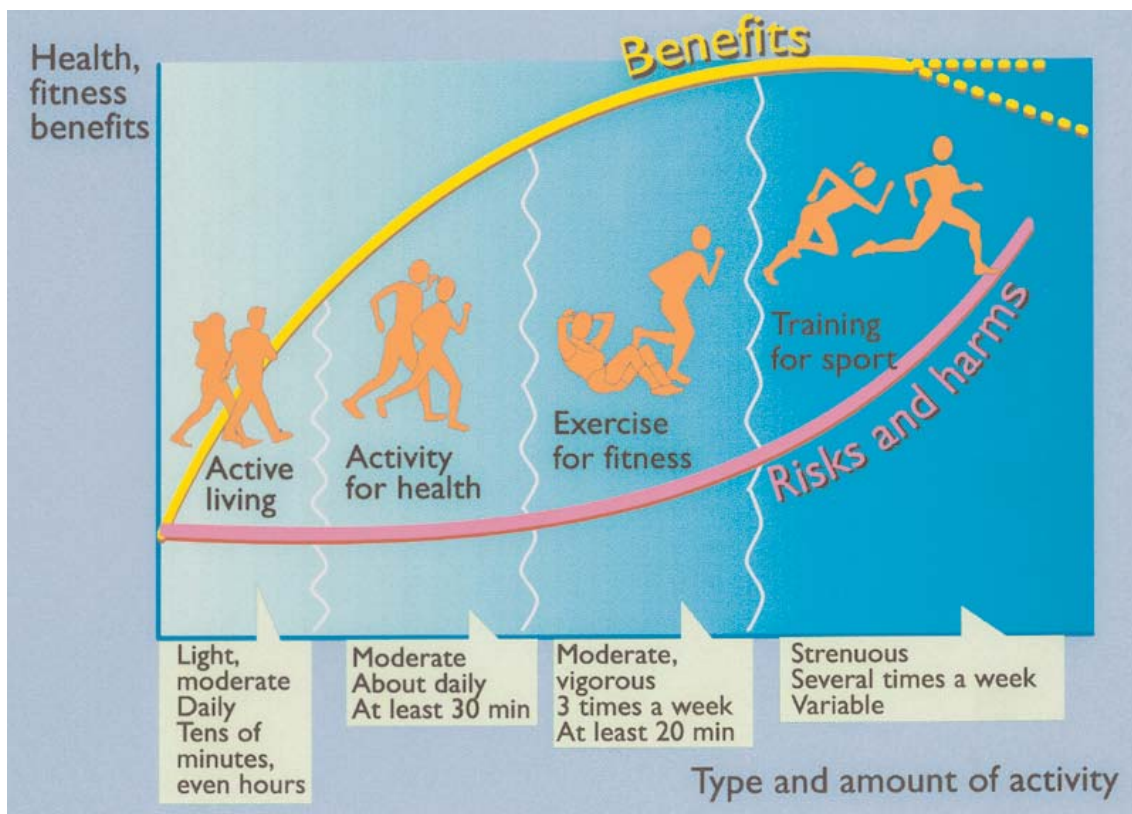 Health,
fitness
benefits
Benefits
Active
living
Activity
for health
Exercise
for fitness
Training
for sport
Risks and harms
Light,
moderate
Daily
Tens of
minutes,
even hours
Moderate
About daily
At least 30 min
Moderate,
vigorous
3 times a week
At least 20 min
Strenuous
Several times a week
Variable
Type and amount of activity